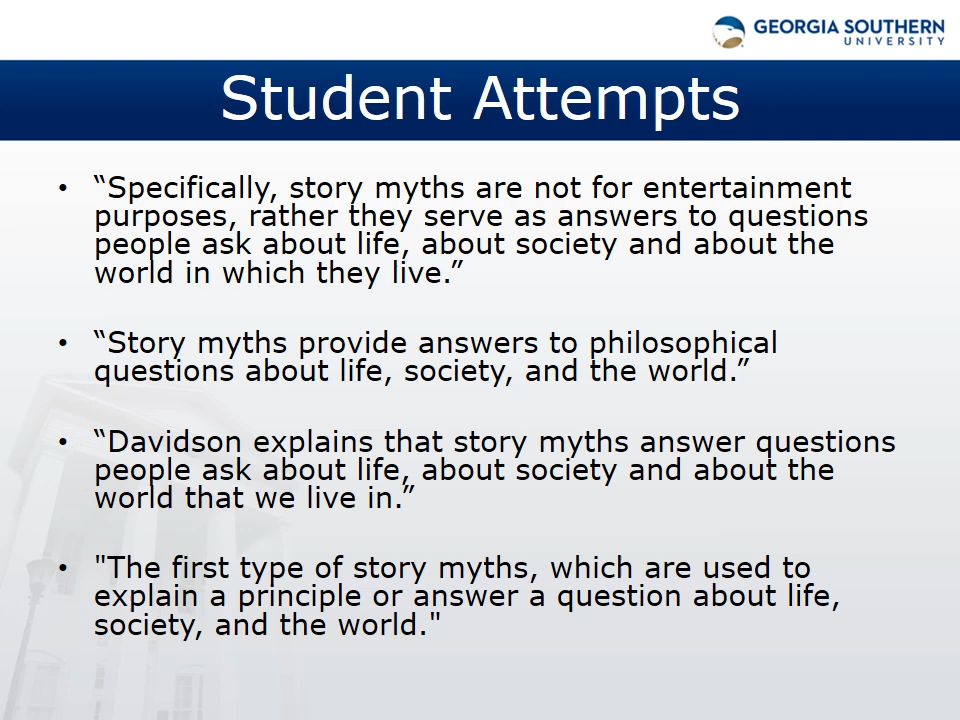 GEORGIA SOUTHERN
UNIVERSITY
Student Attempts
• “Specifically, story myths are not for entertainment
purposes, rather they serve as answers to questions
people ask about life, about society and about the
world in which they live.”
• “Story myths provide answers to philosophical
questions about life, society, and the world.”
• “Davidson explains that story myths answer questions
people ask about life, about society and about the
world that we live in.”
• "The first type of story myths, which are used to
explain a principle or answer a question about life,
society, and the world."